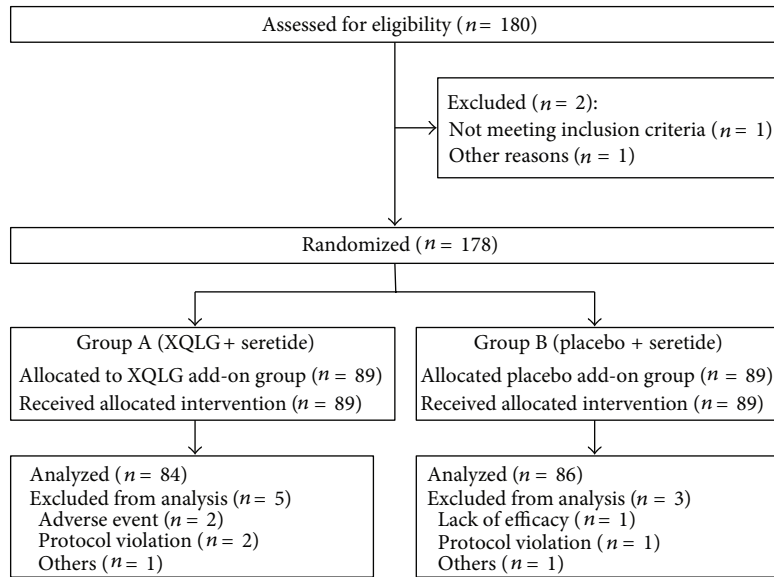 Assessed for eligibility (n = 180)
Excluded (n = 2):
Not meeting inclusion criteria (n = 1)
Other reasons (n = 1)
Randomized (n = 178)
Group A (XQLG + seretide)
Allocated to XQLG add-on group (n = 89)
Received allocated intervention (n = 89)
Group B (placebo + seretide)
Allocated placebo add-on group (n = 89)
Received allocated intervention (n = 89)
Analyzed (n = 84)
Excluded from analysis (n = 5)
Adverse event (n = 2)
Protocol violation (n = 2)
Others (n = 1)
Analyzed (n = 86)
Excluded from analysis (n = 3)
Lack of efficacy (n = 1)
Protocol violation (n = 1)
Others (n = 1)